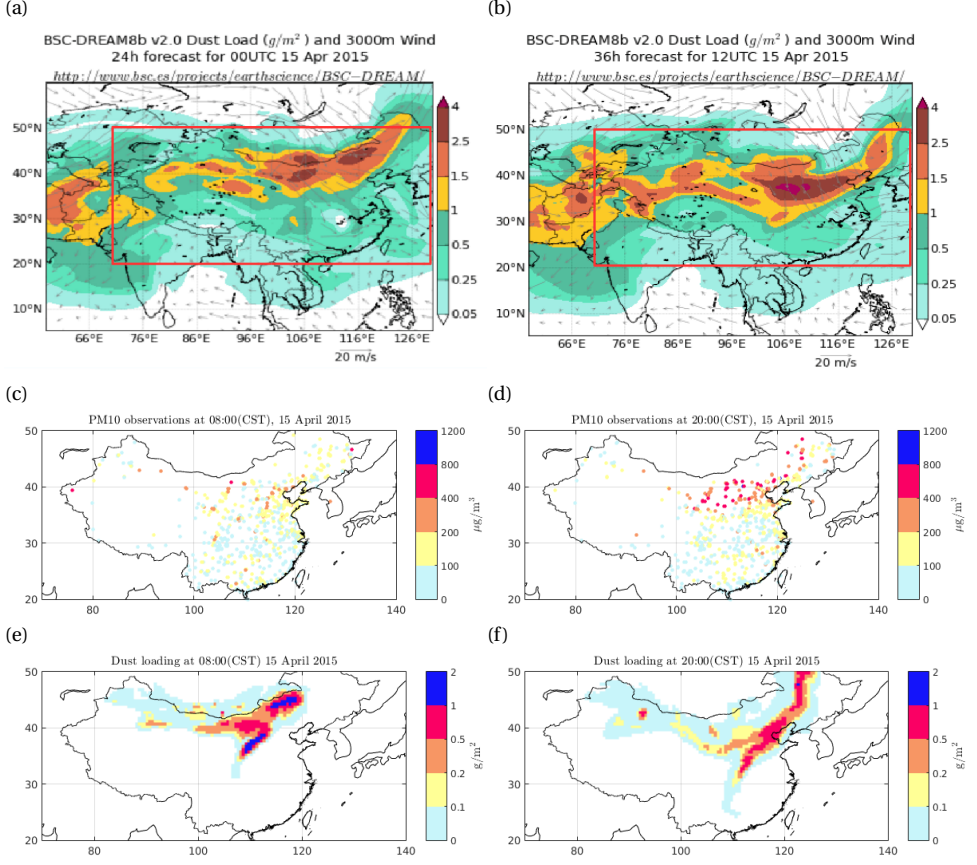 (a)
BSC-DREAM8b v2.0 Dust Load (g/m²) and 3000m Wind
24h forecast for 00UTC 15 Apr 2015
http://www.bsc.es/projects/earthscience/BSC−DREAM/
50°N
40°N
30°N
20°N
10°N
66°E 76°E 86°E 96°E 106°E 116°E 126°E
20 m/s
4
2.5
1.5
1
0.5
0.25
0.05
(b)
BSC-DREAM8b v2.0 Dust Load (g/m²) and 3000m Wind
36h forecast for 12UTC 15 Apr 2015
http://www.bsc.es/projects/earthscience/BSC−DREAM/
50°N
40°N
30°N
20°N
10°N
66°E 76°E 86°E 96°E 106°E 116°E 126°E
20 m/s
4
2.5
1.5
1
0.5
0.25
0.05
(c)
PM10 observations at 08:00(CST), 15 April 2015
50
40
30
20
80 100 120 140
1200
800
400
200
100
0
μg/m³
(d)
PM10 observations at 20:00(CST), 15 April 2015
50
40
30
20
80 100 120 140
1200
800
400
200
100
0
μg/m³
(e)
Dust loading at 08:00(CST) 15 April 2015
50
40
30
20
80 100 120 140
2
1
0.5
0.2
0.1
0
g/m²
(f)
Dust loading at 20:00(CST) 15 April 2015
50
40
30
20
80 100 120 140
2
1
0.5
0.2
0.1
0
g/m²